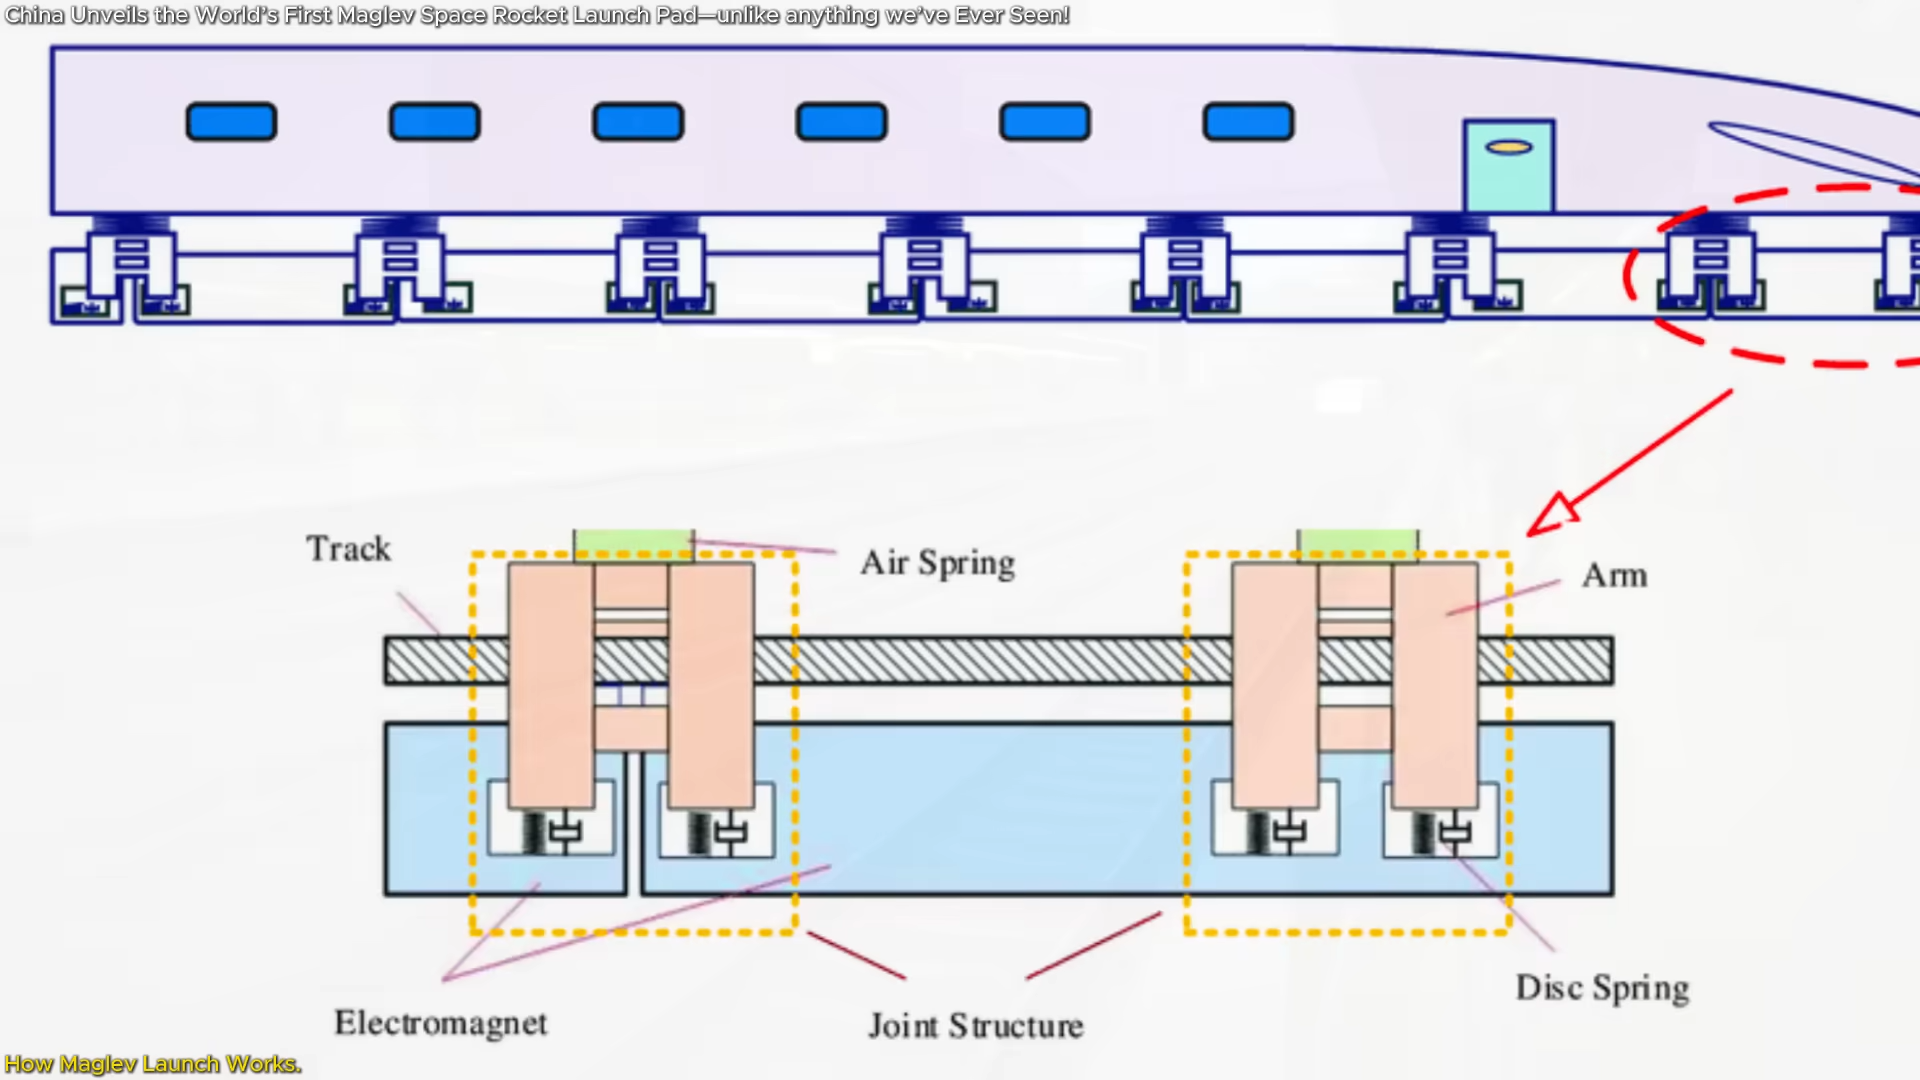 China Unveils the World's First Maglev Space Rocket Launch Pad—unlike anything we've Ever Seen!
Track
Air Spring
Arm
Disc Spring
Electromagnet
Joint Structure
How Maglev Launch Works.